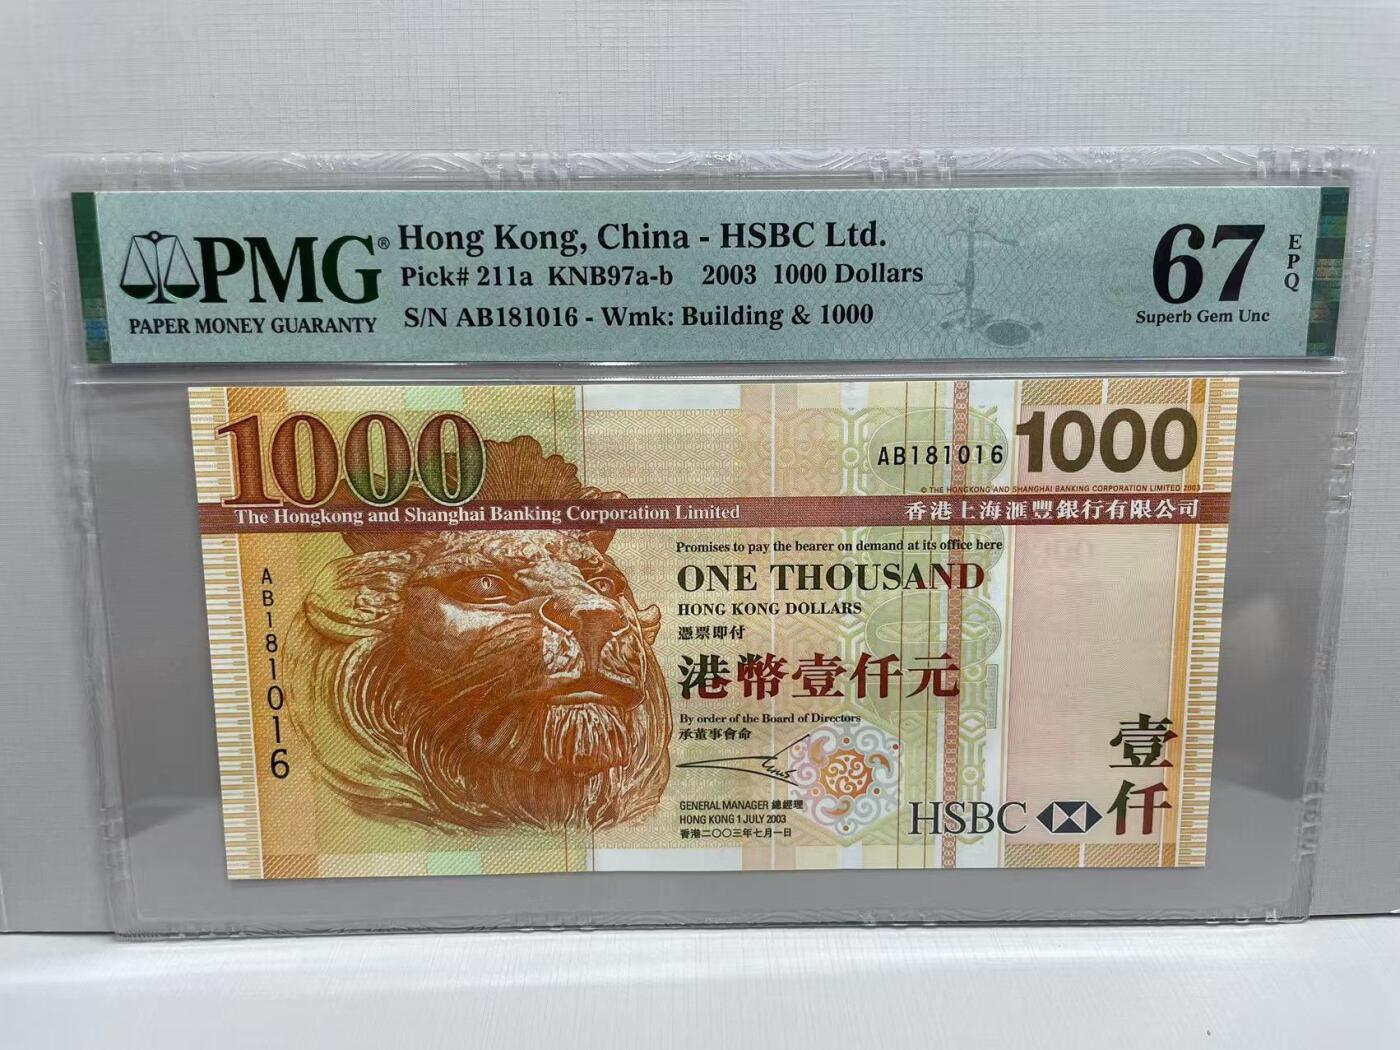 PMG®
PAPER MONEY GUARANTY
Hong Kong, China - HSBC Ltd.
Pick# 211a KNB97a-b 2003 1000 Dollars
S/N AB181016 - Wmk: Building & 1000
67
EPQ
Superb Gem Unc
1000
AB181016
1000
© THE HONGKONG AND SHANGHAI BANKING CORPORATION LIMITED 2003
The Hongkong and Shanghai Banking Corporation Limited
香港上海滙豐銀行有限公司
AB181016
Promises to pay the bearer on demand at its office here
ONE THOUSAND
HONG KONG DOLLARS
憑票即付
港幣壹仟元
By order of the Board of Directors
承董事會命
GENERAL MANAGER 總經理
HONG KONG 1 JULY 2003
香港二〇〇三年七月一日
HSBC
壹仟